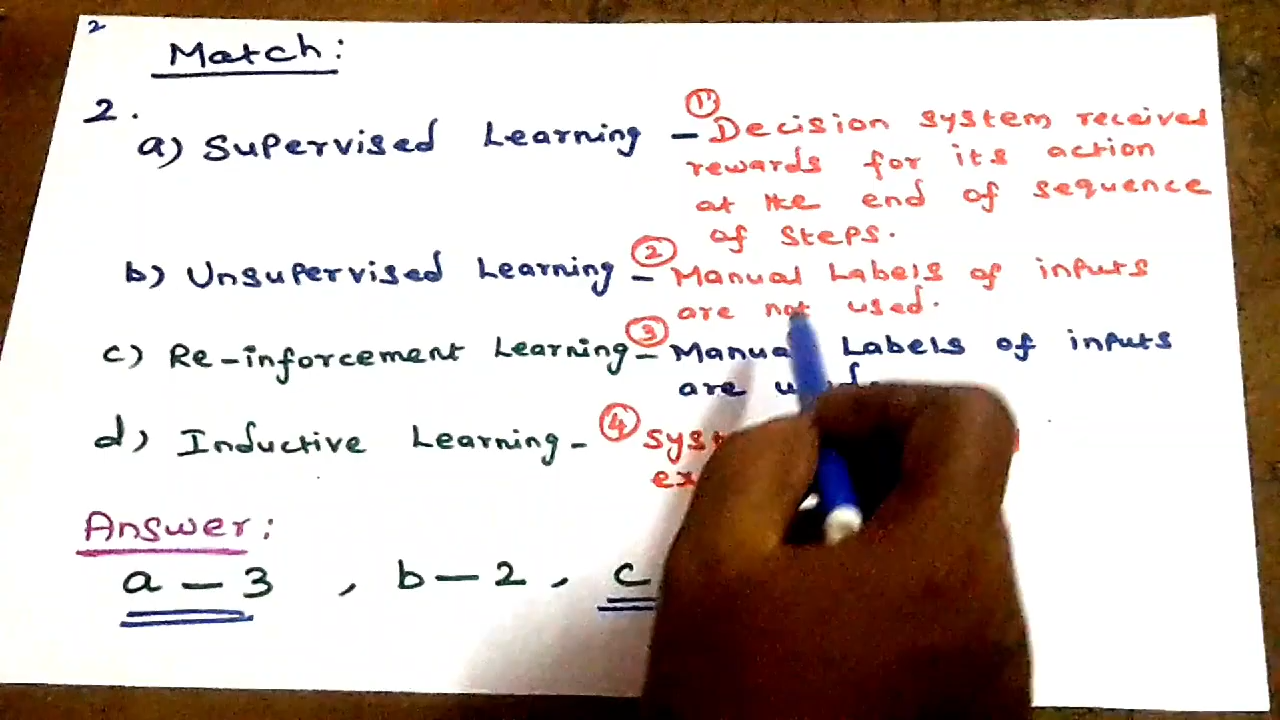 2
Match:
2.
a) Supervised Learning - ① Decision system received
rewards for its action
at the end of sequence
of steps.
b) Unsupervised Learning - ② Manual Labels of inputs
are not used.
c) Re-inforcement Learning - ③ Manual Labels of inputs
are
d) Inductive Learning - ④
Answer:
a - 3 , b - 2 , c